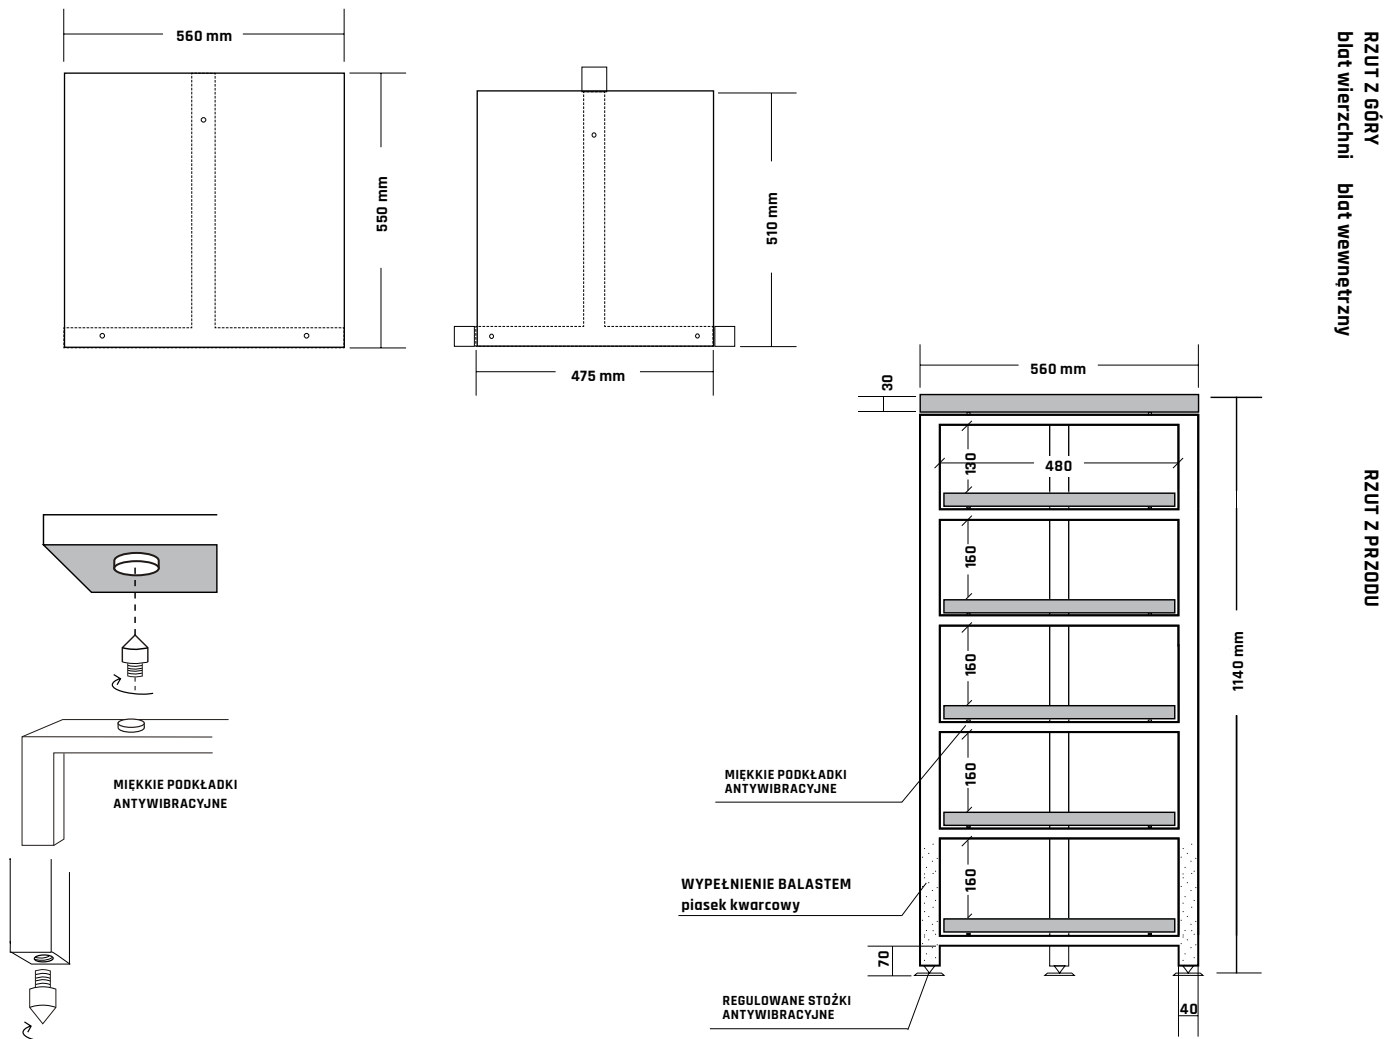 560 mm
550 mm
510 mm
475 mm
RZUT Z GÓRY
blat wierzchni    blat wewnętrzny
560 mm
30
130
480
160
160
160
160
1140 mm
70
40
RZUT Z PRZODU
MIĘKKIE PODKŁADKI
ANTYWIBRACYJNE
MIĘKKIE PODKŁADKI
ANTYWIBRACYJNE
WYPEŁNIENIE BALASTEM
piasek kwarcowy
REGULOWANE STOŻKI
ANTYWIBRACYJNE